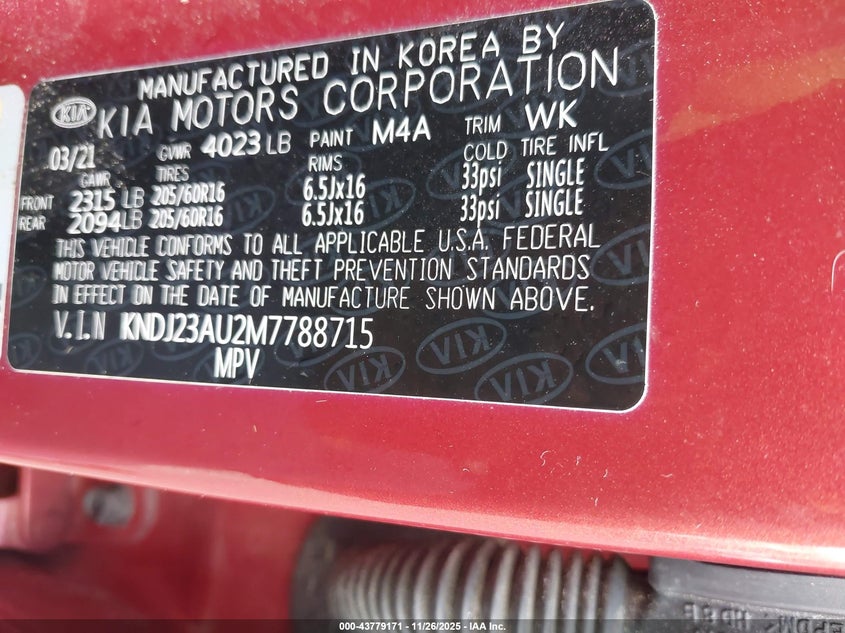 MANUFACTURED IN KOREA BY
KIA KIA MOTORS CORPORATION
03/21 GVWR 4023 LB PAINT M4A TRIM WK
GAWR TIRES RIMS COLD TIRE INFL
FRONT 2315 LB 205/60R16 6.5Jx16 33psi SINGLE
REAR 2094LB 205/60R16 6.5Jx16 33psi SINGLE
THIS VEHICLE CONFORMS TO ALL APPLICABLE U.S.A. FEDERAL
MOTOR VEHICLE SAFETY AND THEFT PREVENTION STANDARDS
IN EFFECT ON THE DATE OF MANUFACTURE SHOWN ABOVE.
V.I.N KNDJ23AU2M7788715
MPV
000-43779171 - 11/26/2025 - IAA Inc.